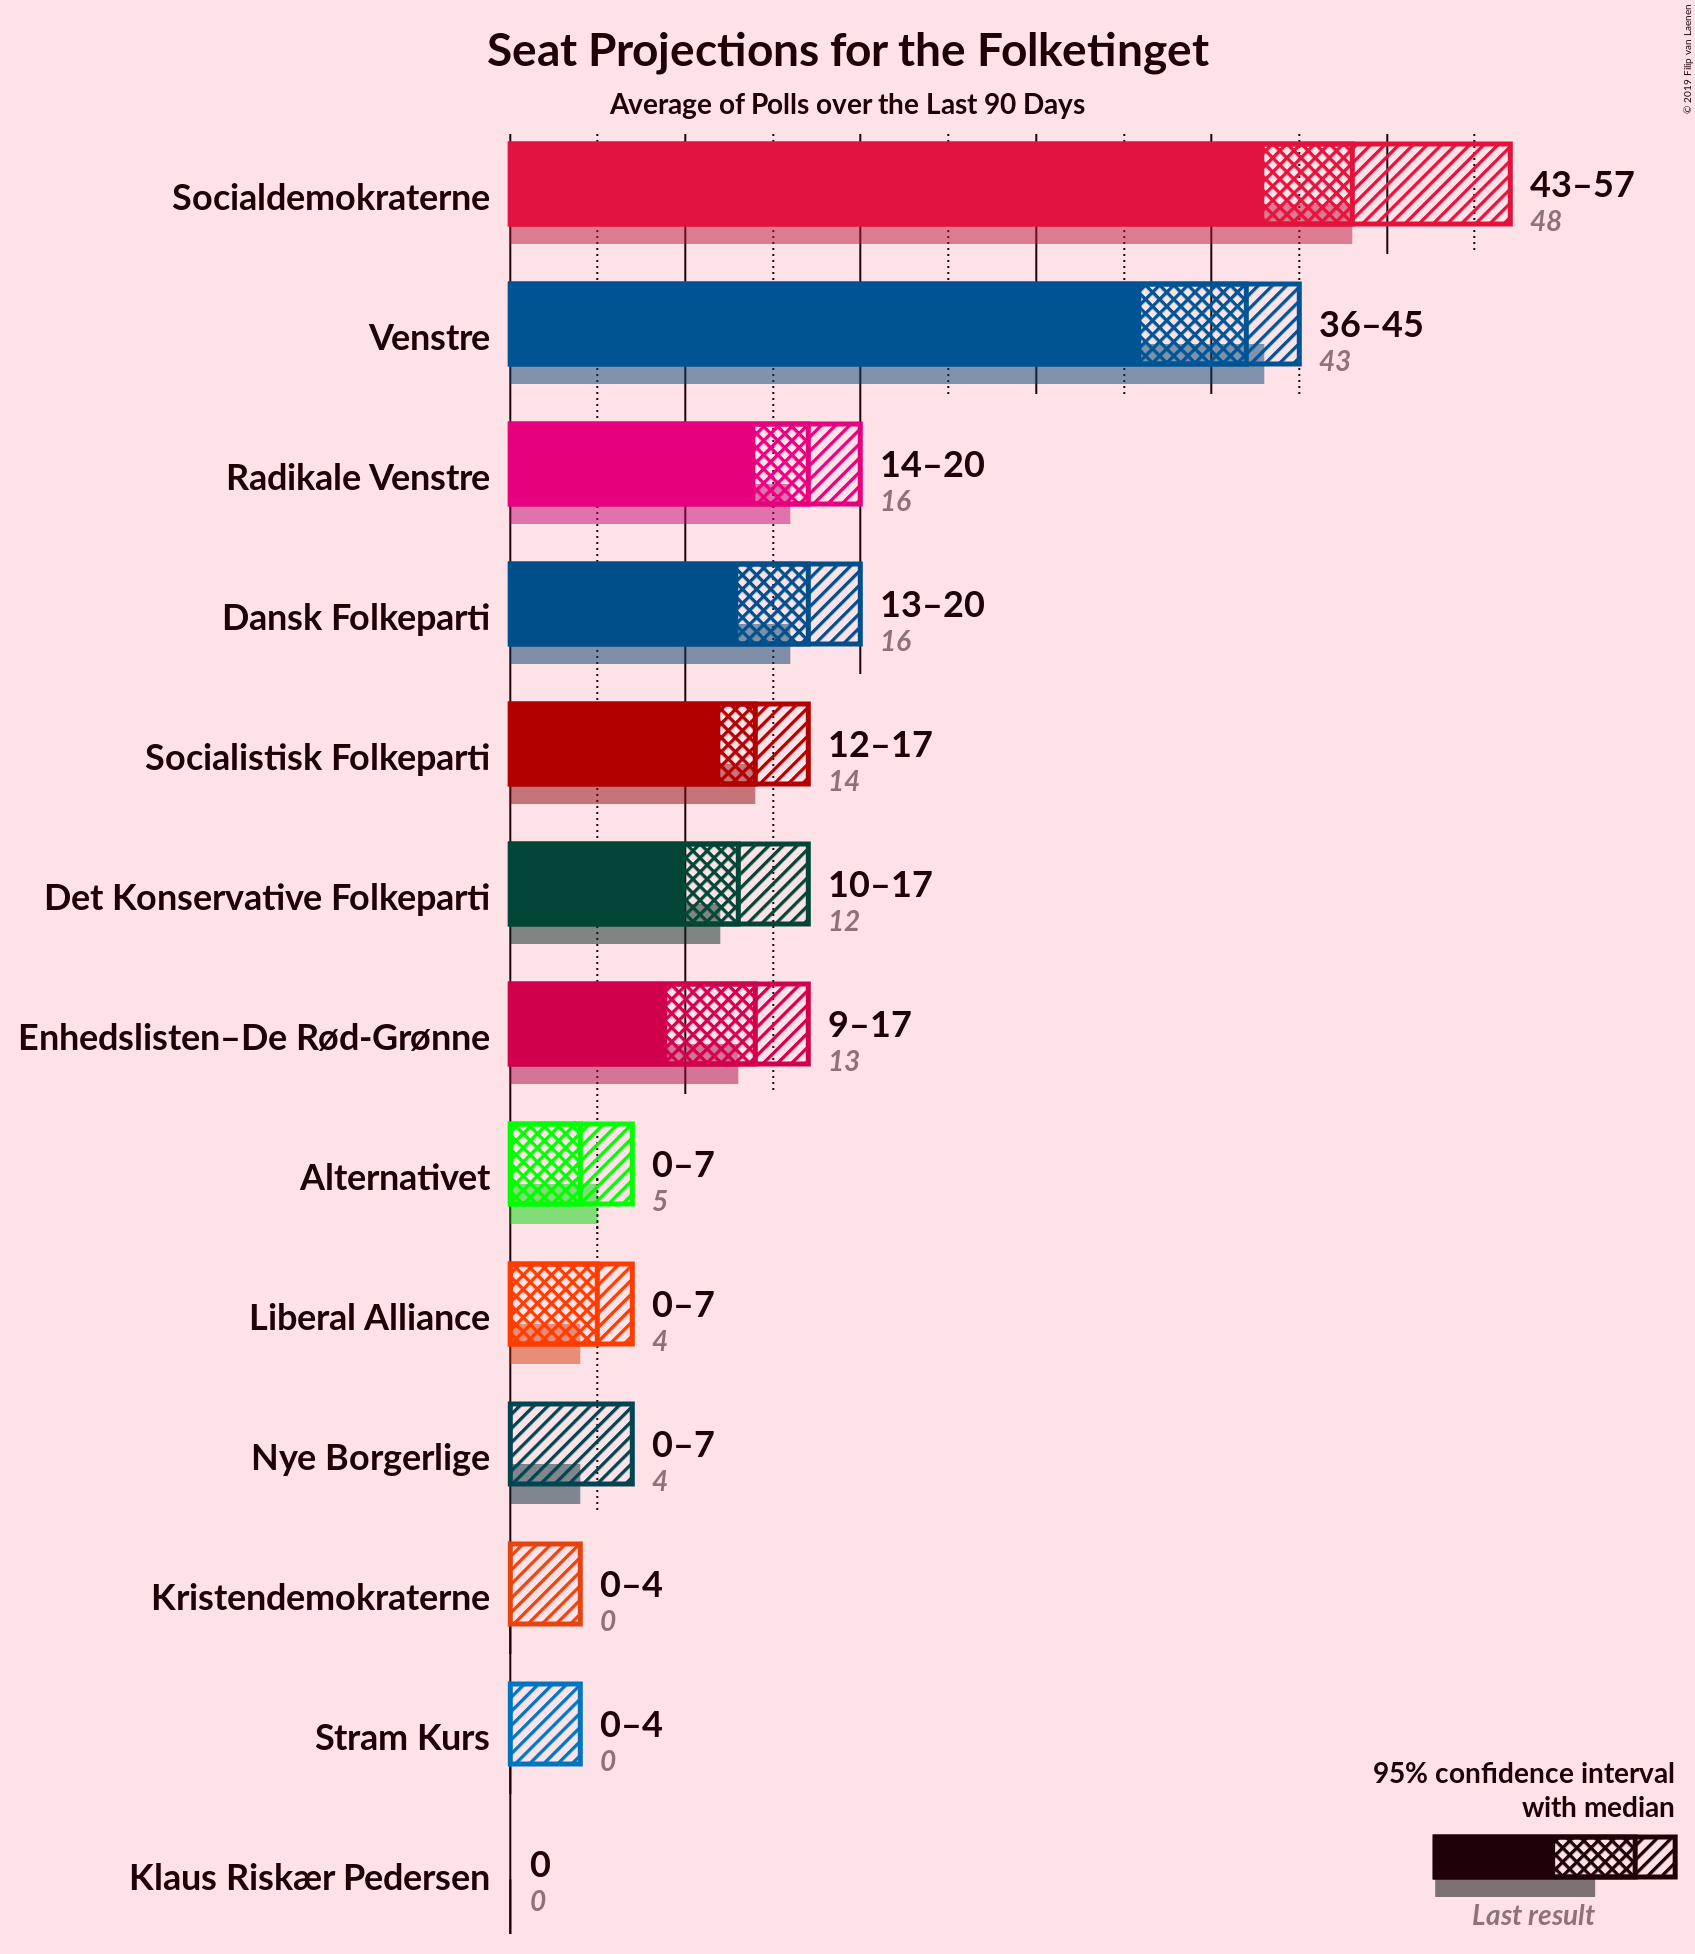 Seat Projections for the Folketinget
Average of Polls over the Last 90 Days
© 2019 Filip van Laenen
Socialdemokraterne
43–57
48
Venstre
36–45
43
Radikale Venstre
14–20
16
Dansk Folkeparti
13–20
16
Socialistisk Folkeparti
12–17
14
Det Konservative Folkeparti
10–17
12
Enhedslisten–De Rød-Grønne
9–17
13
Alternativet
0–7
5
Liberal Alliance
0–7
4
Nye Borgerlige
0–7
4
Kristendemokraterne
0–4
0
Stram Kurs
0–4
0
Klaus Riskær Pedersen
0
0
95% confidence interval
with median
Last result